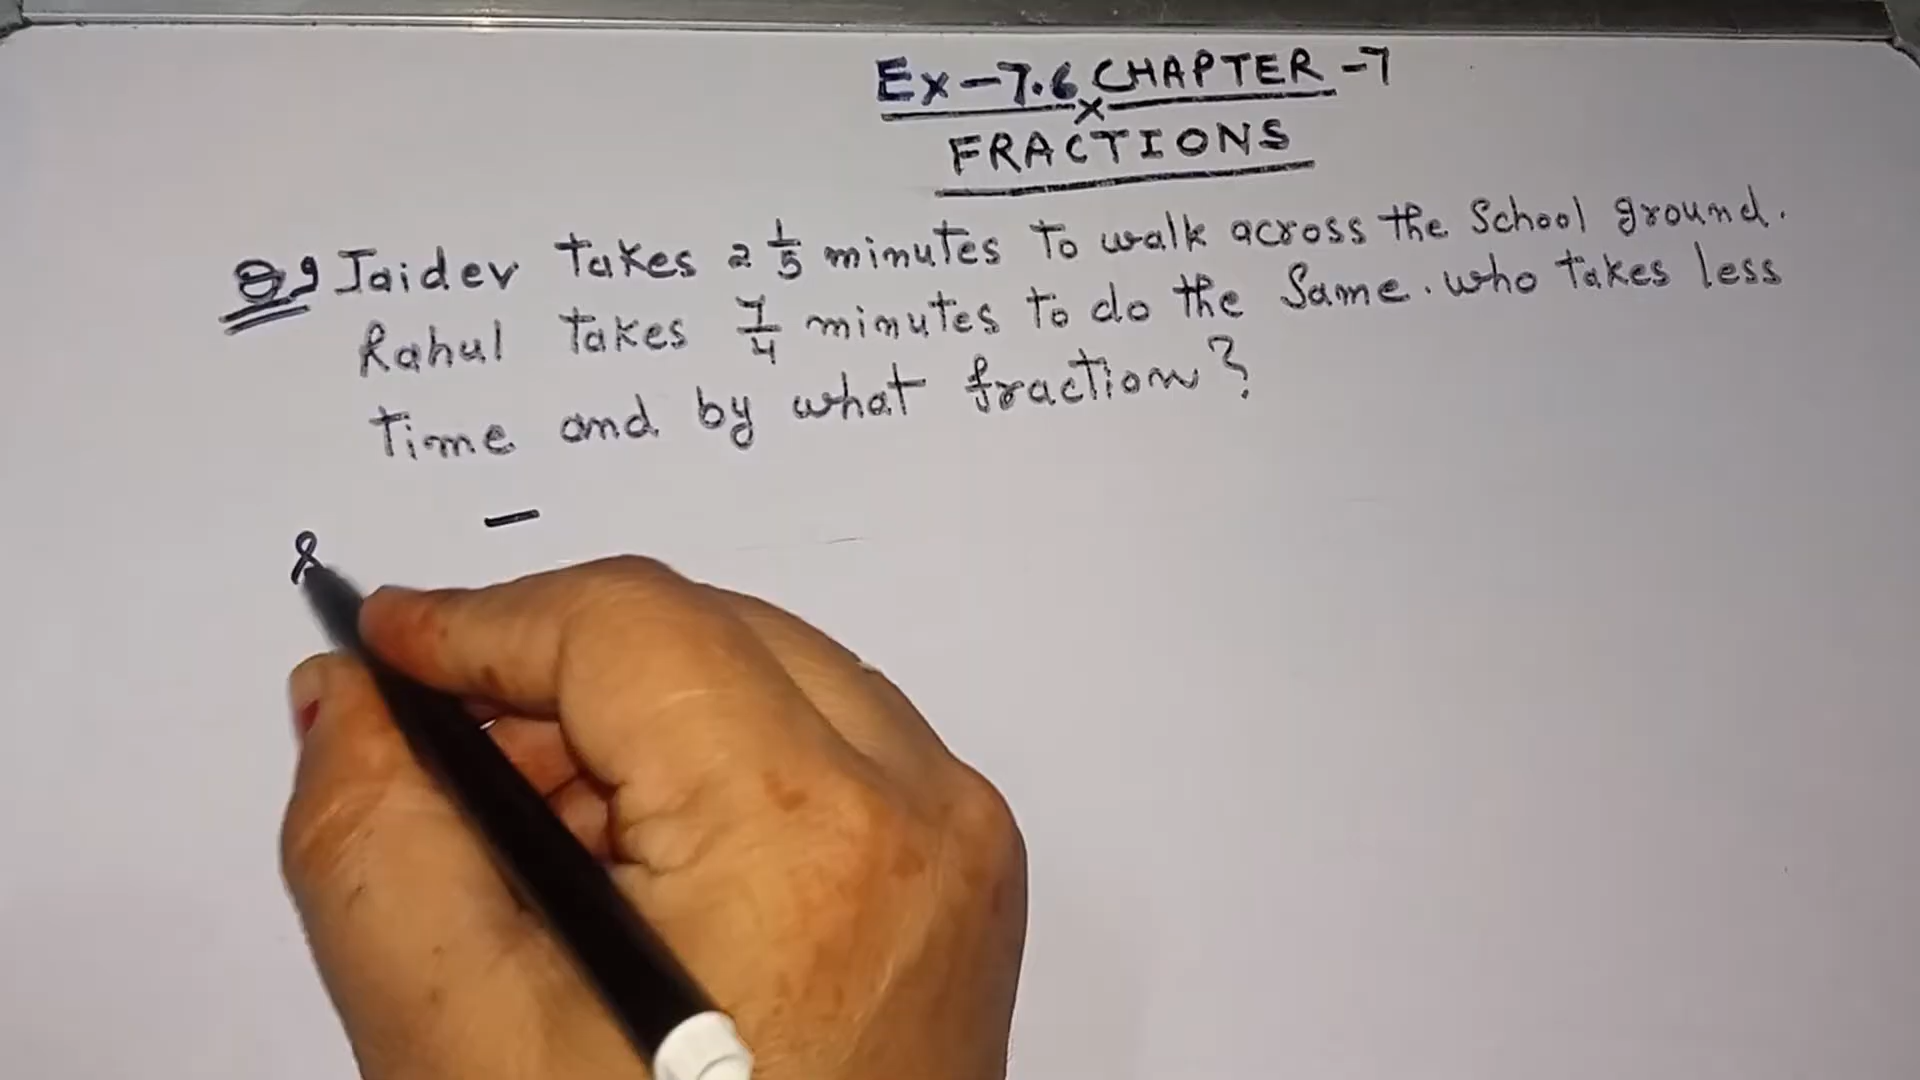 Ex-7.6 CHAPTER-7
FRACTIONS
Q9 Jaidev takes 2 1/5 minutes to walk across the School ground.
Rahul takes 7/4 minutes to do the Same. who takes less
time and by what fraction?